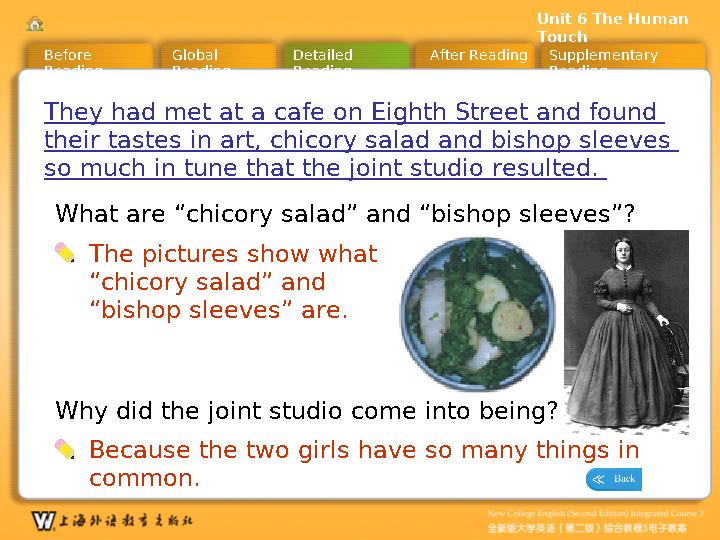 Unit 6 The Human
Touch
Before
Reading
Global
Reading
Detailed
Reading
After Reading
Supplementary
Reading
They had met at a cafe on Eighth Street and found
their tastes in art, chicory salad and bishop sleeves
so much in tune that the joint studio resulted.
What are “chicory salad” and “bishop sleeves”?
The pictures show what
“chicory salad” and
“bishop sleeves” are.
Why did the joint studio come into being?
Because the two girls have so many things in
common.
Back
上海外语教育出版社
New College English (Second Edition) Integrated Course 3
全新版大学英语（第二版）综合教程3电子教案